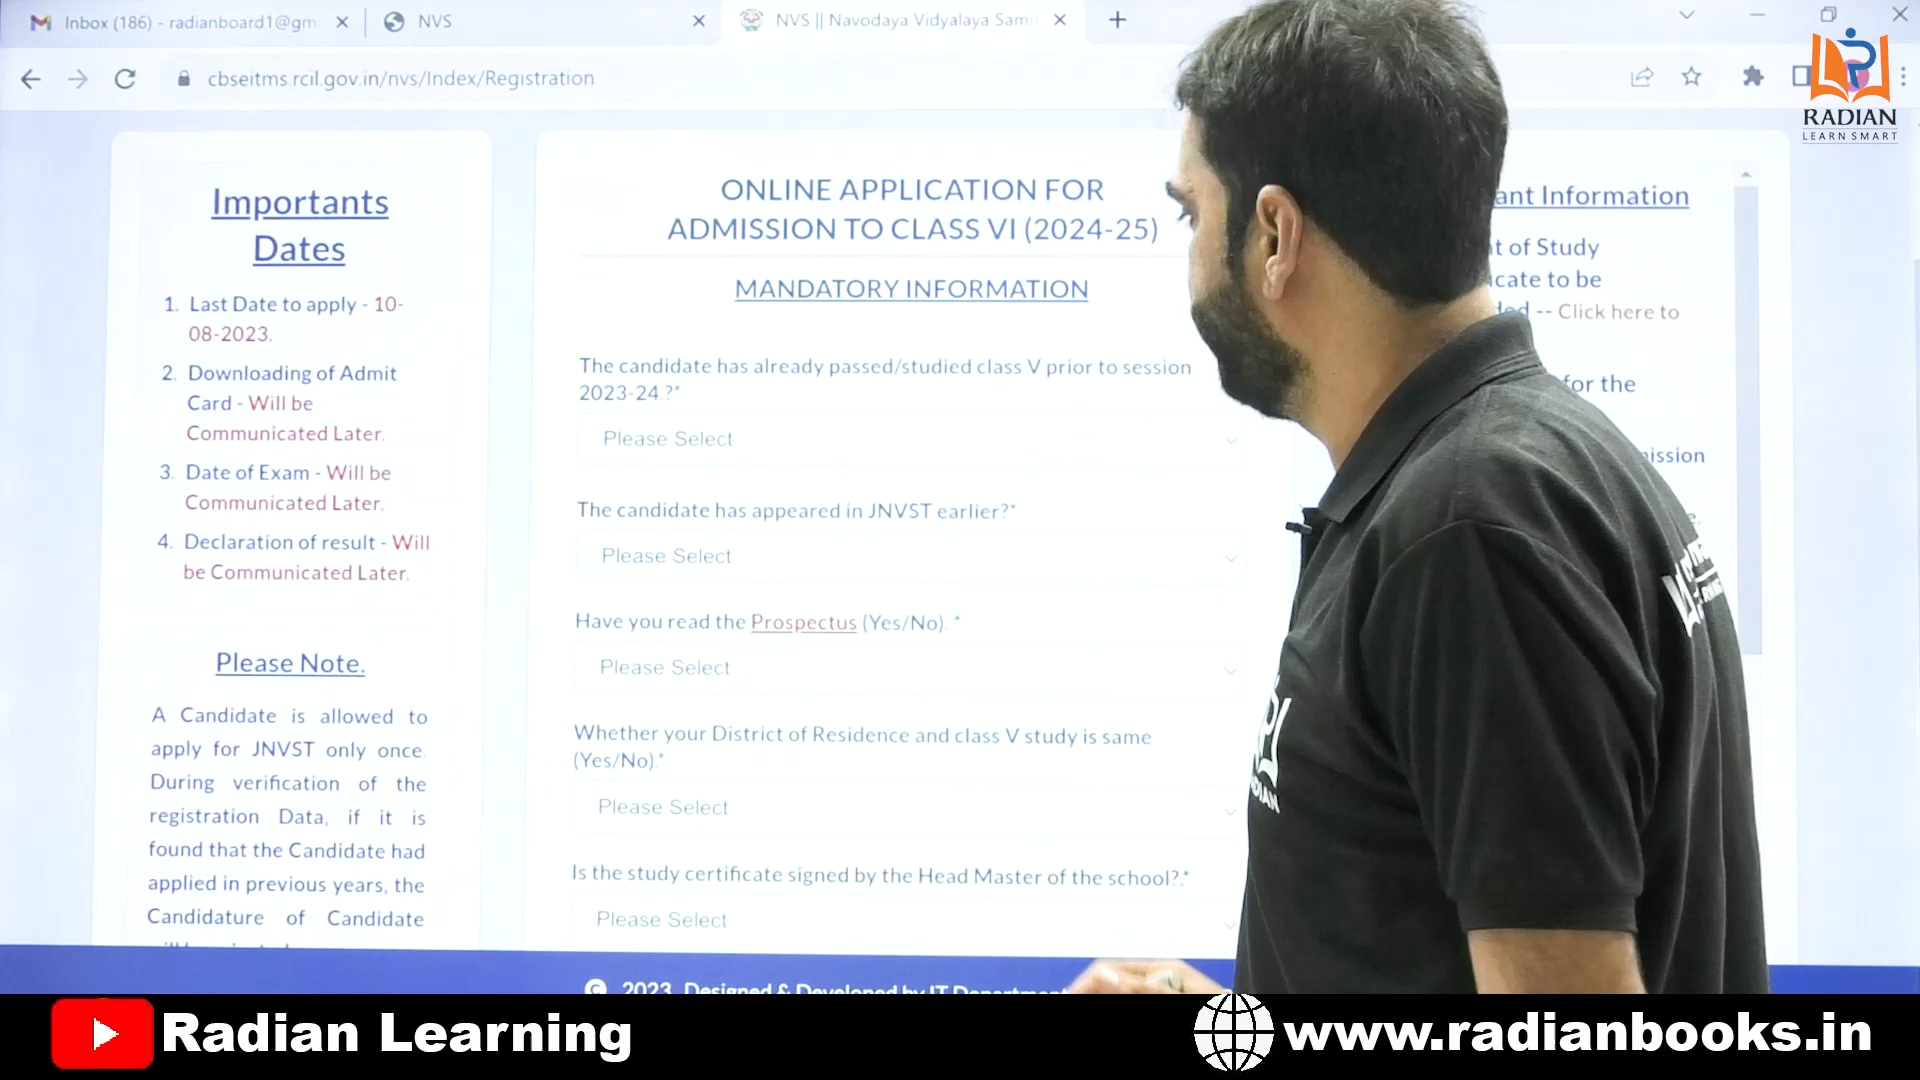 Inbox (186) - radianboard1@gm
NVS
NVS || Navodaya Vidyalaya Sami
cbseitms.rcil.gov.in/nvs/Index/Registration
RADIAN
LEARN SMART
Importants
Dates
1. Last Date to apply - 10-
08-2023.
2. Downloading of Admit
Card - Will be
Communicated Later.
3. Date of Exam - Will be
Communicated Later.
4. Declaration of result - Will
be Communicated Later.
Please Note.
A Candidate is allowed to
apply for JNVST only once.
During verification of the
registration Data, if it is
found that the Candidate had
applied in previous years, the
Candidature of Candidate
ONLINE APPLICATION FOR
ADMISSION TO CLASS VI (2024-25)
MANDATORY INFORMATION
The candidate has already passed/studied class V prior to session
2023-24.?*
Please Select
The candidate has appeared in JNVST earlier?*
Please Select
Have you read the Prospectus (Yes/No). *
Please Select
Whether your District of Residence and class V study is same
(Yes/No).*
Please Select
Is the study certificate signed by the Head Master of the school?.*
Please Select
ant Information
t of Study
icate to be
-- Click here to
for the
ission
2023 Designed & Developed by IT Department
RADIAN
Radian Learning
www.radianbooks.in